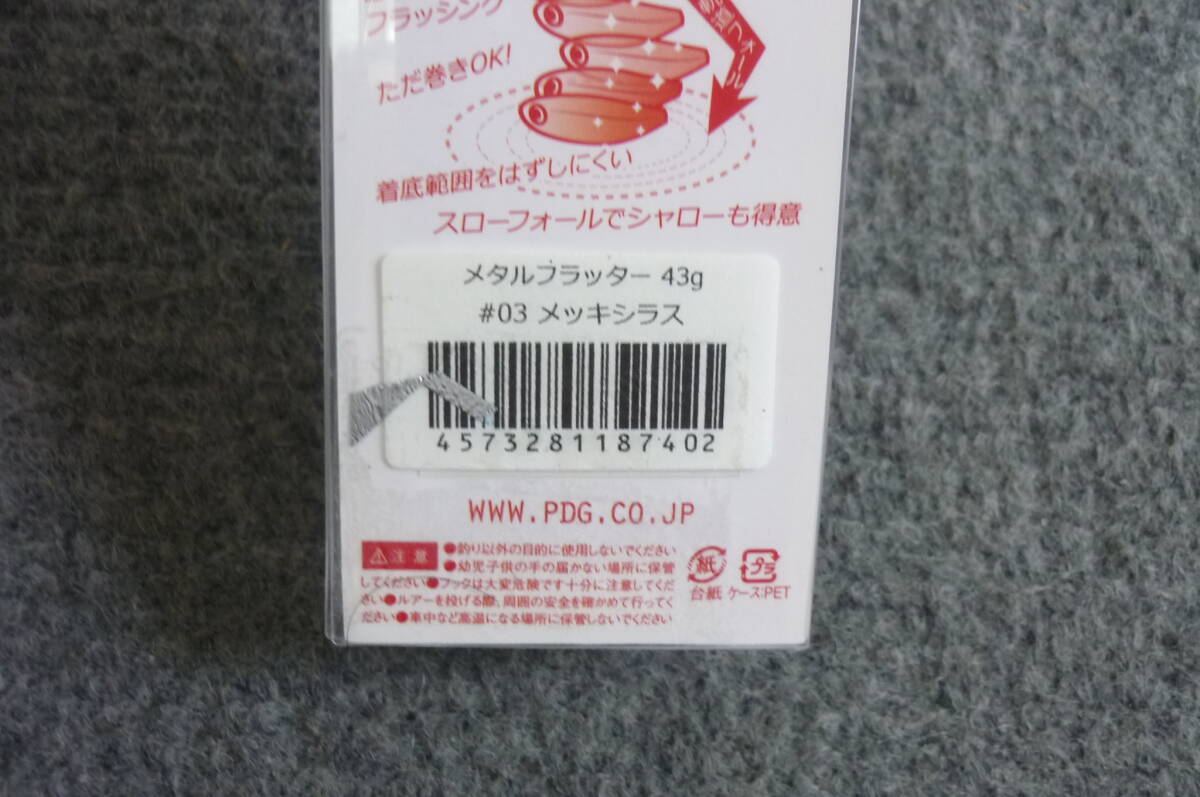 フラッシング
ただ巻きOK!
着底範囲をはずしにくい
スローフォールでシャローも得意
メタルフラッター 43g
#03 メッキシラス
4573281187402
WWW.PDG.CO.JP
注意
●釣り以外の目的に使用しないでください
●幼児子供の手の届かない場所に保管
してください●フックは大変危険です十分に注意してくだ
さい●ルアーを投げる際、周囲の安全を確かめて行ってく
ださい●車中など高温になる場所に保管しないでください
紙 プラ
台紙 ケース:PET